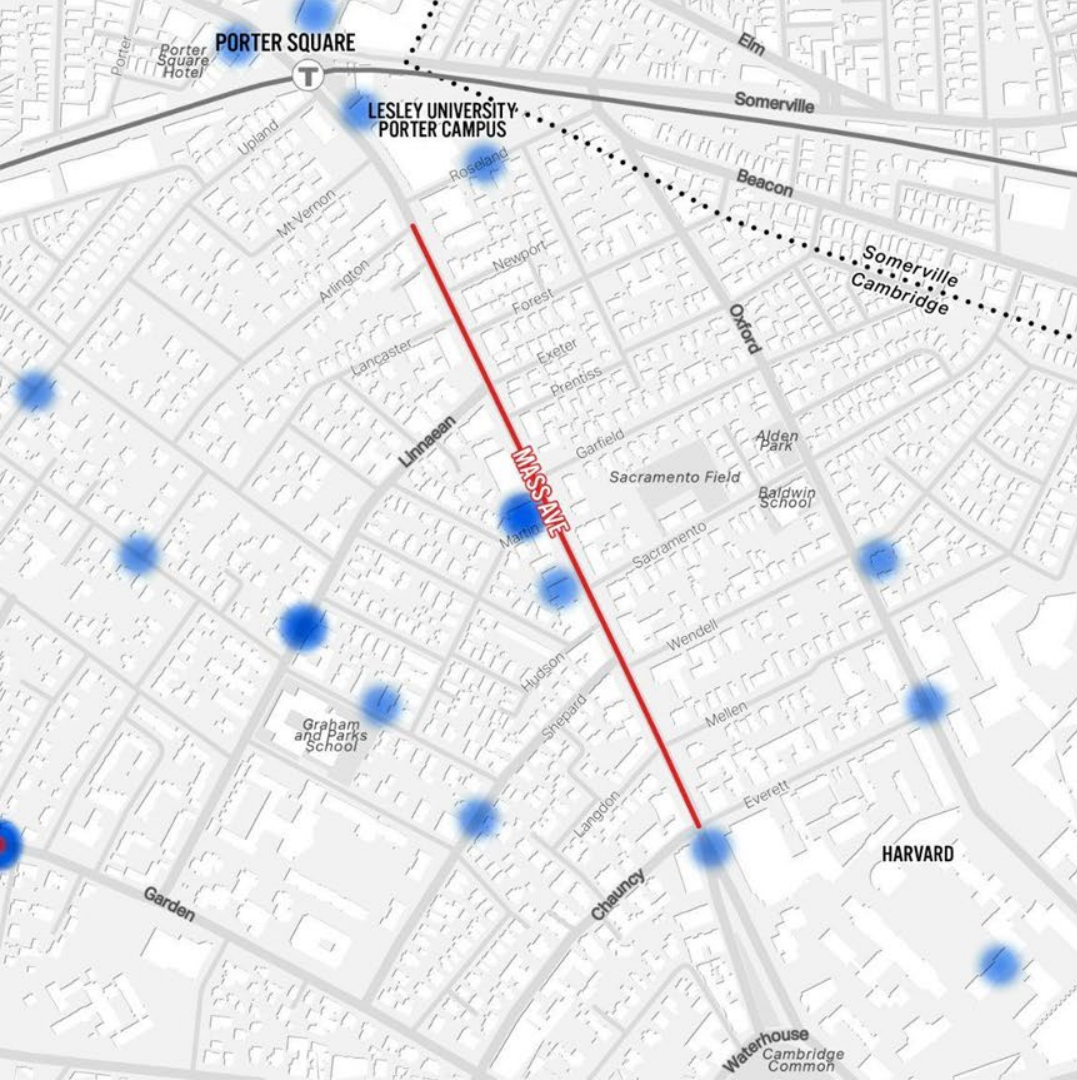 Elm
PORTER SQUARE
Porter
Porter
Square
Hotel
T
Somerville
LESLEY UNIVERSITY
PORTER CAMPUS
Upland
Roseland
Beacon
Mt Vernon
Newport
Somerville
Cambridge
Arlington
Forest
Oxford
Lancaster
Exeter
Prentiss
Linnaean
Garfield
Alden
Park
MASS AVE
Sacramento Field
Baldwin
School
Martin
Sacramento
Wendell
Hudson
Shepard
Mellen
Graham
and Parks
School
Langdon
Everett
HARVARD
Chauncy
Garden
Waterhouse
Cambridge
Common